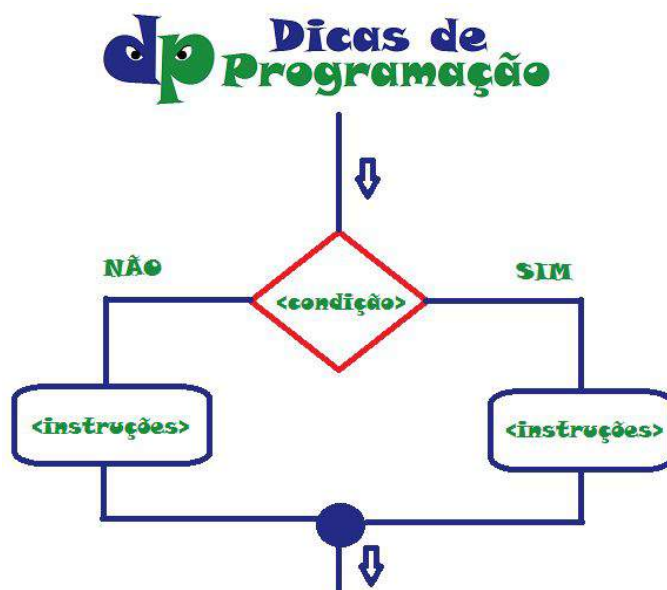 dp Dicas de
Programação
NÃO
SIM
<condição>
<instruções>
<instruções>